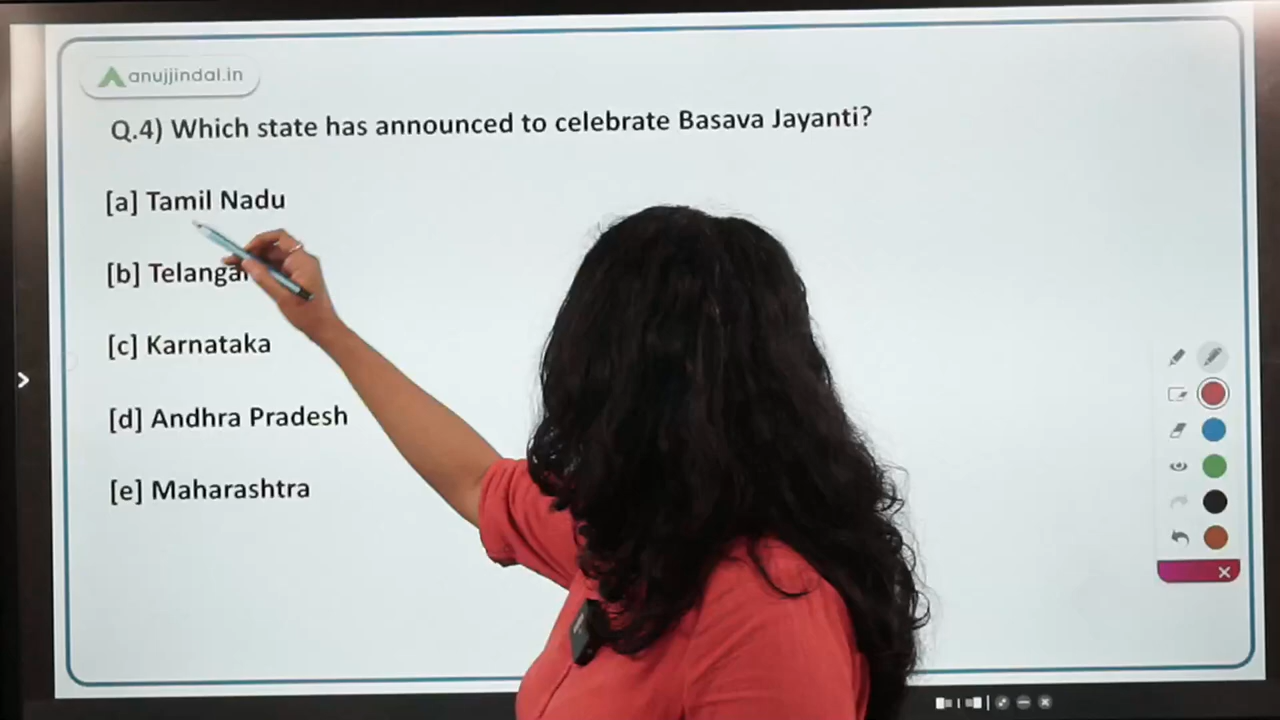 anujjindal.in
Q.4) Which state has announced to celebrate Basava Jayanti?
[a] Tamil Nadu
[b]
[c] Karnataka
[d] Andhra Pradesh
[e] Maharashtra